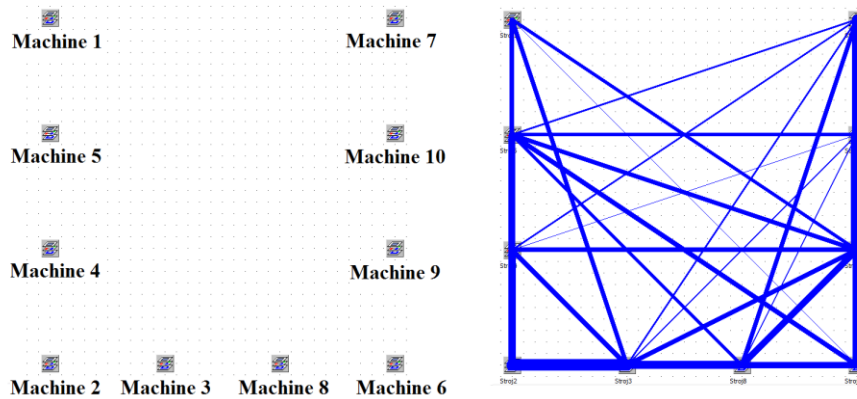 Machine 1
Machine 7
Machine 5
Machine 10
Machine 4
Machine 9
Machine 2
Machine 3
Machine 8
Machine 6
Stroj2
Stroj3
Stroj8